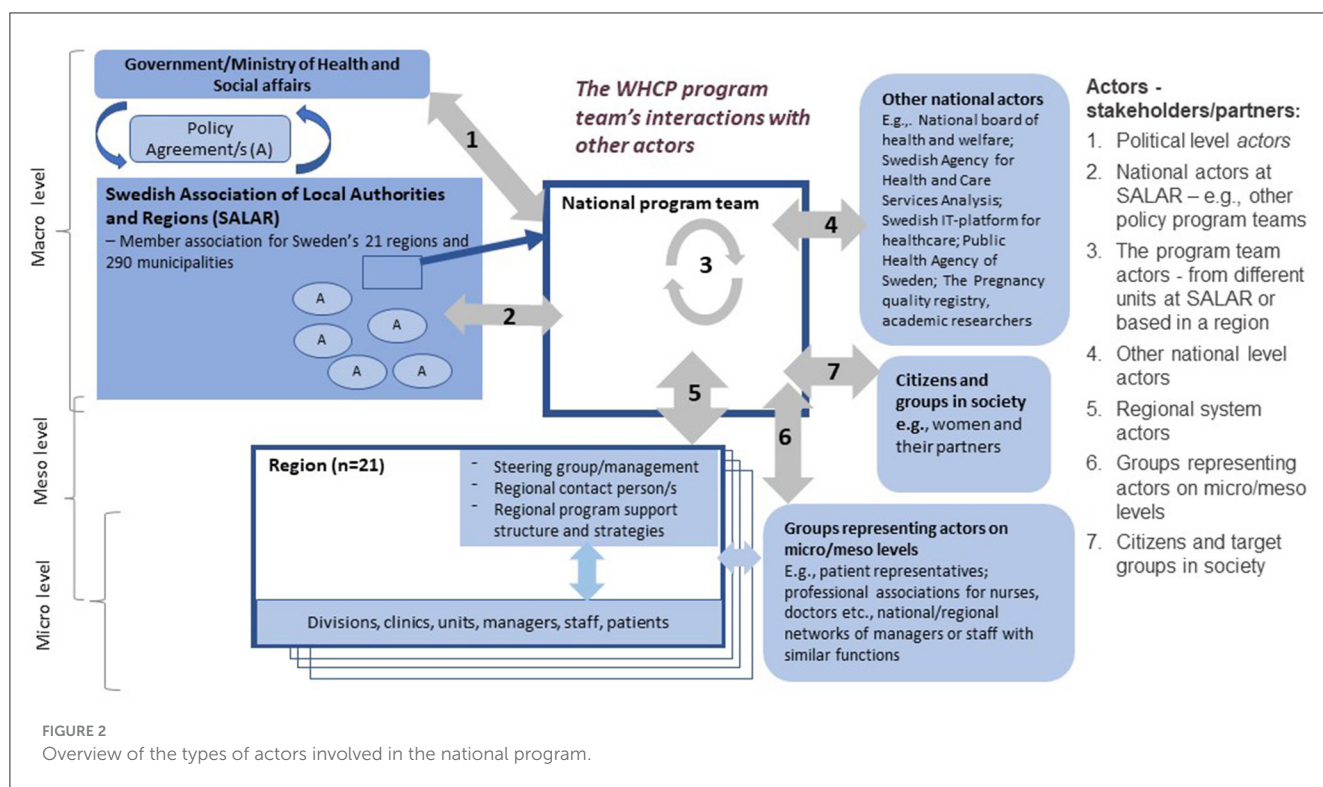 Macro level
Meso level
Micro level
Government/Ministry of Health and
Social affairs
Policy
Agreement/s (A)
Swedish Association of Local Authorities
and Regions (SALAR)
– Member association for Sweden's 21 regions and
290 municipalities
A
A
A
A
A
1
2
The WHCP program
team's interactions with
other actors
National program team
3
4
5
6
7
Other national actors
E.g,. National board of
health and welfare;
Swedish Agency for
Health and Care
Services Analysis;
Swedish IT-platform for
healthcare; Public
Health Agency of
Sweden; The Pregnancy
quality registry,
academic researchers
Citizens and
groups in society
e.g., women and
their partners
Region (n=21)
- Steering group/management
- Regional contact person/s
- Regional program support
structure and strategies
Divisions, clinics, units, managers, staff, patients
Groups representing actors on
micro/meso levels
E.g., patient representatives;
professional associations for nurses,
doctors etc., national/regional
networks of managers or staff with
similar functions
Actors -
stakeholders/partners:
1. Political level actors
2. National actors at
SALAR – e.g., other
policy program teams
3. The program team
actors - from different
units at SALAR or
based in a region
4. Other national level
actors
5. Regional system
actors
6. Groups representing
actors on micro/meso
levels
7. Citizens and target
groups in society
FIGURE 2
Overview of the types of actors involved in the national program.